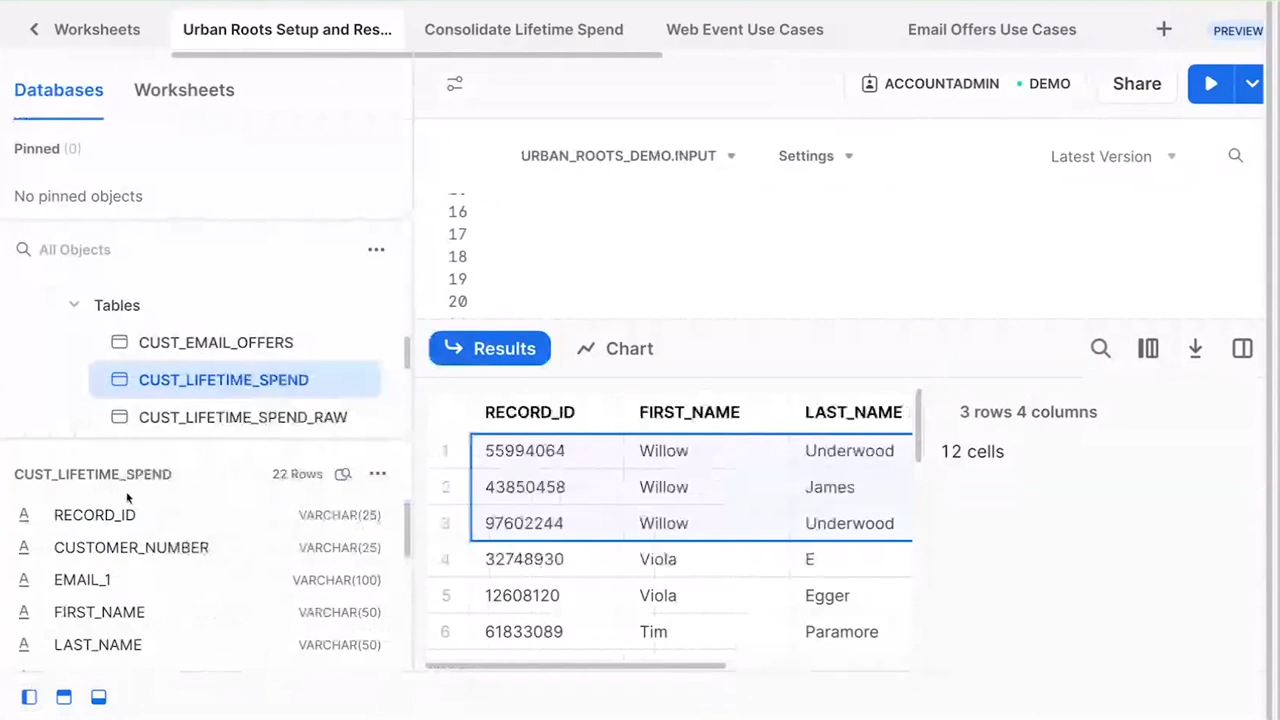 Worksheets
Urban Roots Setup and Res...
Consolidate Lifetime Spend
Web Event Use Cases
Email Offers Use Cases
PREVIEW
Databases
Worksheets
ACCOUNTADMIN
DEMO
Share
Pinned (0)
No pinned objects
URBAN_ROOTS_DEMO.INPUT
Settings
Latest Version
16
17
18
19
20
All Objects
Tables
CUST_EMAIL_OFFERS
CUST_LIFETIME_SPEND
CUST_LIFETIME_SPEND_RAW
Results
Chart
RECORD_ID FIRST_NAME LAST_NAME
1 55994064 Willow Underwood
2 43850458 Willow James
3 97602244 Willow Underwood
4 32748930 Viola E
5 12608120 Viola Egger
6 61833089 Tim Paramore
3 rows 4 columns
12 cells
CUST_LIFETIME_SPEND 22 Rows
A RECORD_ID VARCHAR(25)
A CUSTOMER_NUMBER VARCHAR(25)
A EMAIL_1 VARCHAR(100)
A FIRST_NAME VARCHAR(50)
A LAST_NAME VARCHAR(50)